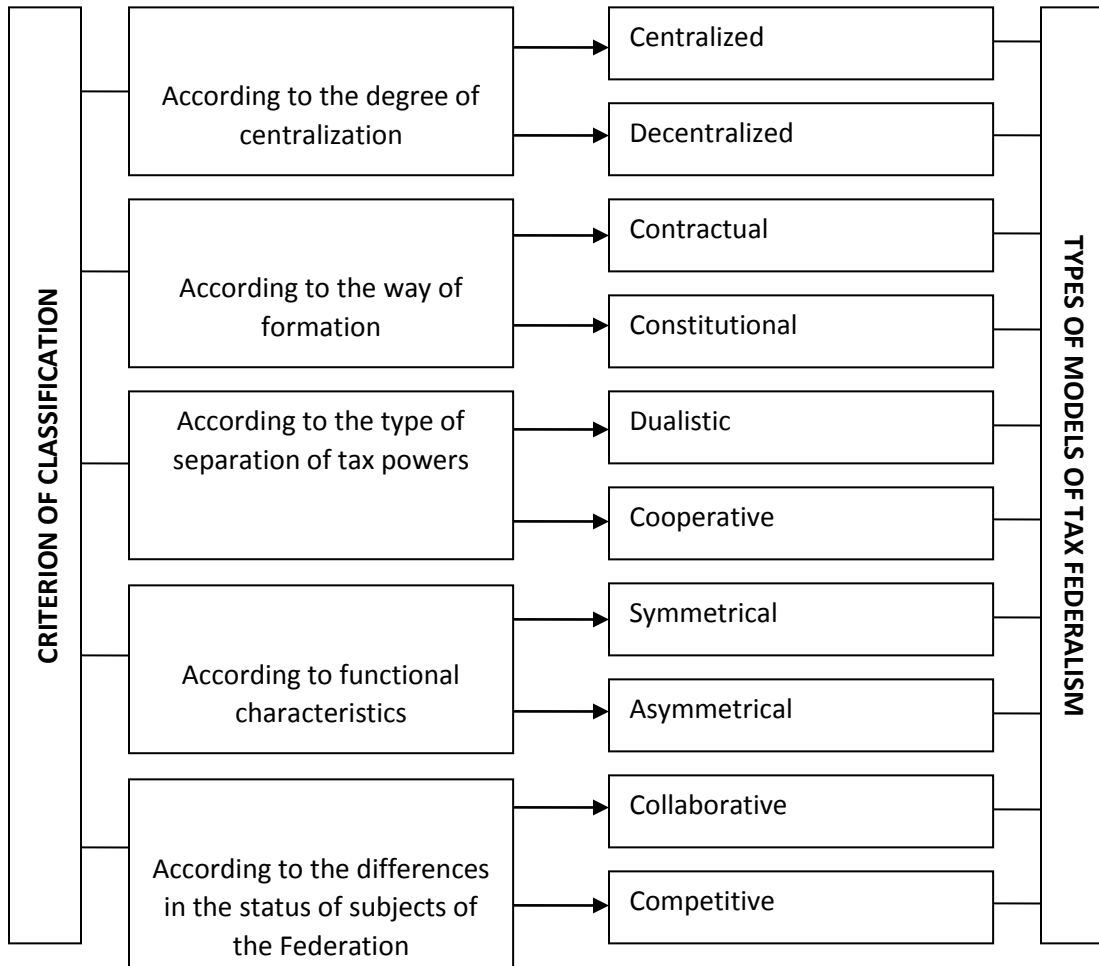 CRITERION OF CLASSIFICATION
According to the degree of
centralization
Centralized
Decentralized
According to the way of
formation
Contractual
Constitutional
According to the type of
separation of tax powers
Dualistic
Cooperative
According to functional
characteristics
Symmetrical
Asymmetrical
According to the differences
in the status of subjects of
the Federation
Collaborative
Competitive
TYPES OF MODELS OF TAX FEDERALISM